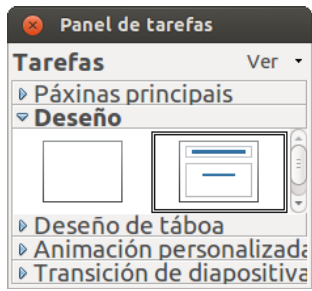 Panel de tarefas
Tarefas Ver
Páxinas principais
Deseño
Deseño de táboa
Animación personalizada
Transición de diapositiva